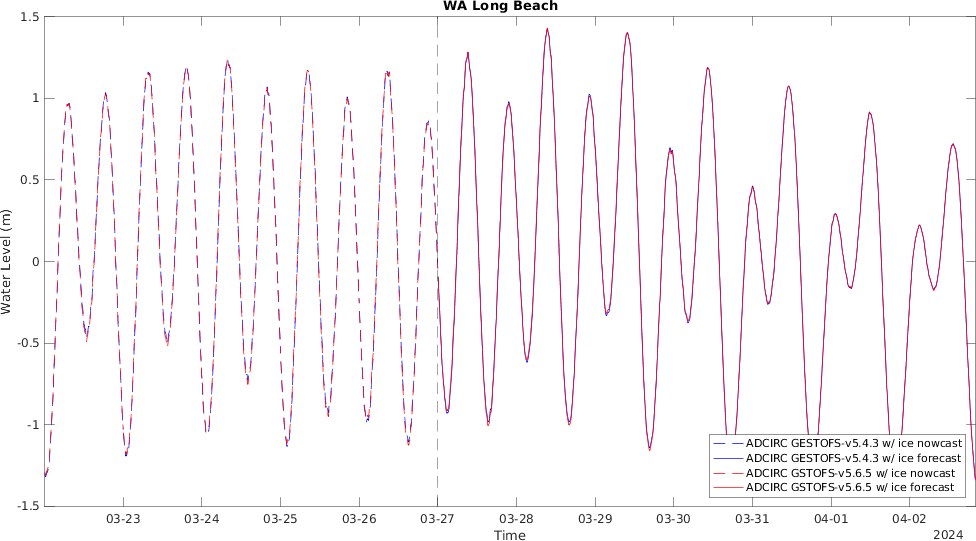 WA Long Beach
1.5
1
0.5
0
-0.5
-1
-1.5
Water Level (m)
ADCIRC GESTOFS-v5.4.3 w/ ice nowcast
ADCIRC GESTOFS-v5.4.3 w/ ice forecast
ADCIRC GSTOFS-v5.6.5 w/ ice nowcast
ADCIRC GSTOFS-v5.6.5 w/ ice forecast
03-23 03-24 03-25 03-26 03-27 03-28 03-29 03-30 03-31 04-01 04-02
Time
2024